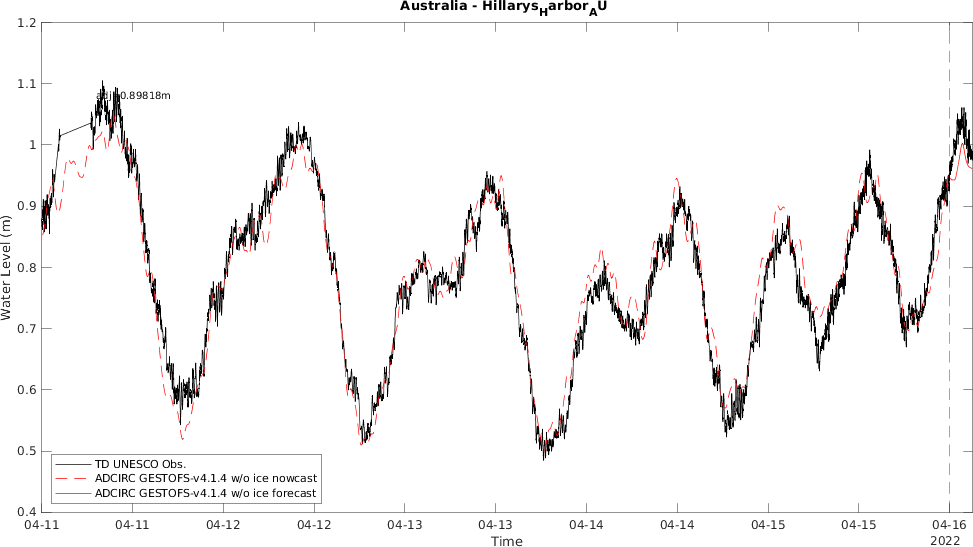 Australia - HillarysHarborAU
1.2
1.1
1
0.9
0.8
0.7
0.6
0.5
0.4
Water Level (m)
0.89818m
TD UNESCO Obs.
ADCIRC GESTOFS-v4.1.4 w/o ice nowcast
ADCIRC GESTOFS-v4.1.4 w/o ice forecast
04-11 04-11 04-12 04-12 04-13 04-13 04-14 04-14 04-15 04-15 04-16
Time
2022